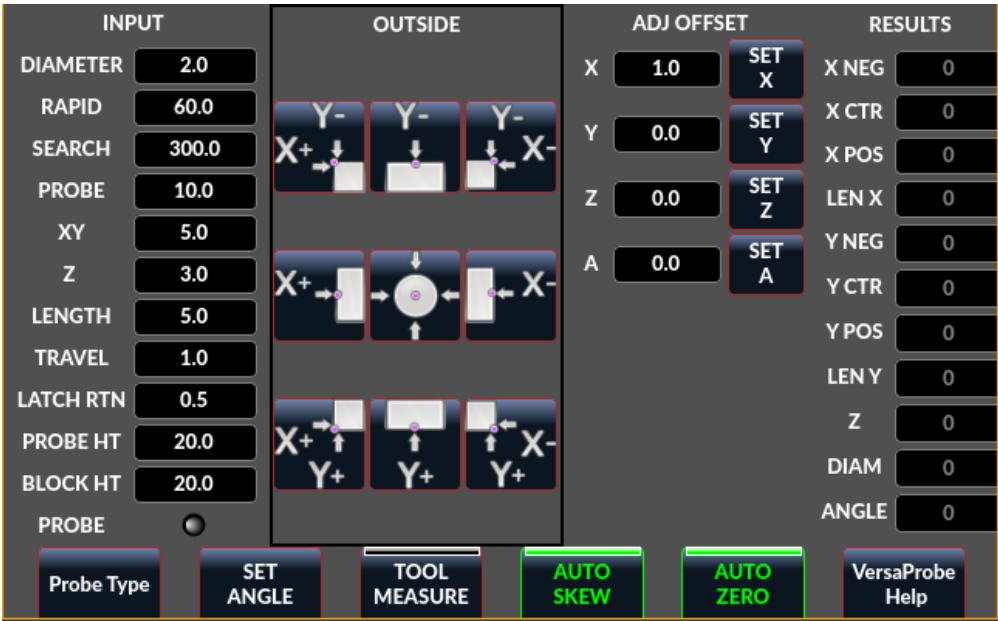 INPUT
DIAMETER 2.0
RAPID 60.0
SEARCH 300.0
PROBE 10.0
XY 5.0
Z 3.0
LENGTH 5.0
TRAVEL 1.0
LATCH RTN 0.5
PROBE HT 20.0
BLOCK HT 20.0
PROBE
OUTSIDE
Y- Y- Y-
X+ X-
X+ X-
X+ X-
Y+ Y+ Y+
ADJ OFFSET
X 1.0 SET X
Y 0.0 SET Y
Z 0.0 SET Z
A 0.0 SET A
RESULTS
X NEG 0
X CTR 0
X POS 0
LEN X 0
Y NEG 0
Y CTR 0
Y POS 0
LEN Y 0
Z 0
DIAM 0
ANGLE 0
Probe Type
SET
ANGLE
TOOL
MEASURE
AUTO
SKEW
AUTO
ZERO
VersaProbe
Help